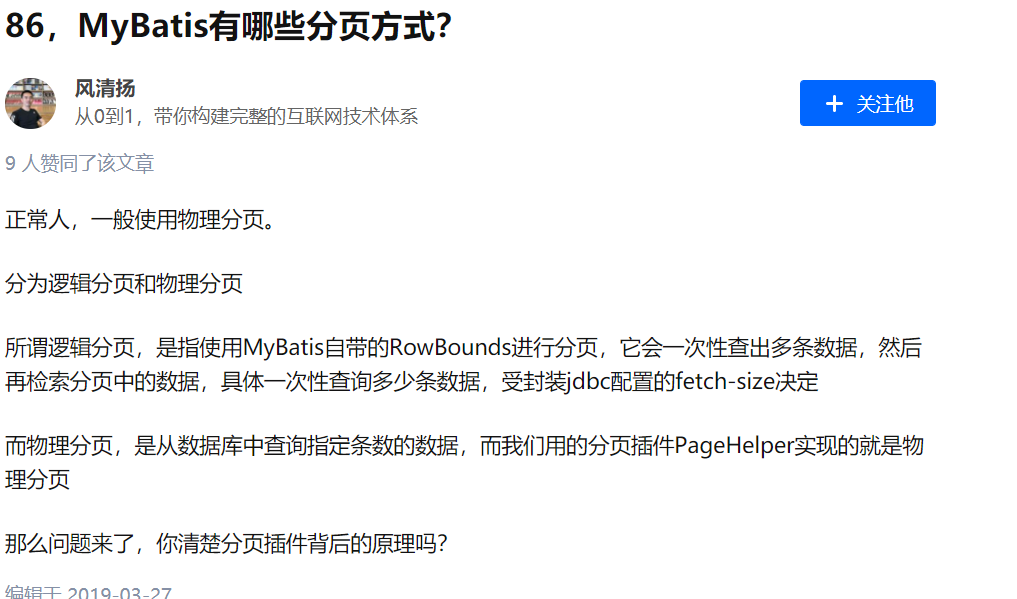 86，MyBatis有哪些分页方式？
风清扬
从0到1，带你构建完整的互联网技术体系
+ 关注他
9 人赞同了该文章
正常人，一般使用物理分页。
分为逻辑分页和物理分页
所谓逻辑分页，是指使用MyBatis自带的RowBounds进行分页，它会一次性查出多条数据，然后
再检索分页中的数据，具体一次性查询多少条数据，受封装jdbc配置的fetch-size决定
而物理分页，是从数据库中查询指定条数的数据，而我们用的分页插件PageHelper实现的就是物
理分页
那么问题来了，你清楚分页插件背后的原理吗？
编辑于 2019-03-27